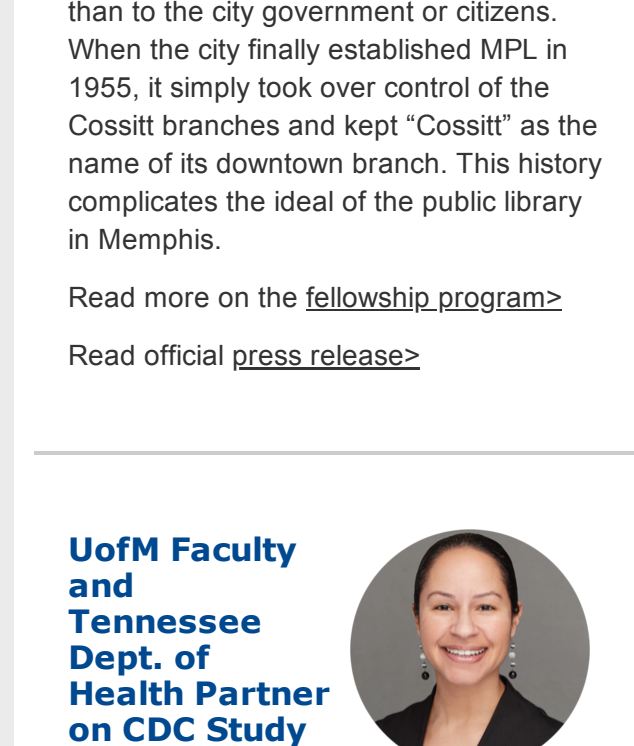 than to the city government or citizens.
When the city finally established MPL in
1955, it simply took over control of the
Cossitt branches and kept “Cossitt” as the
name of its downtown branch. This history
complicates the ideal of the public library
in Memphis.
Read more on the fellowship program>
Read official press release>
UofM Faculty
and
Tennessee
Dept. of
Health Partner
on CDC Study